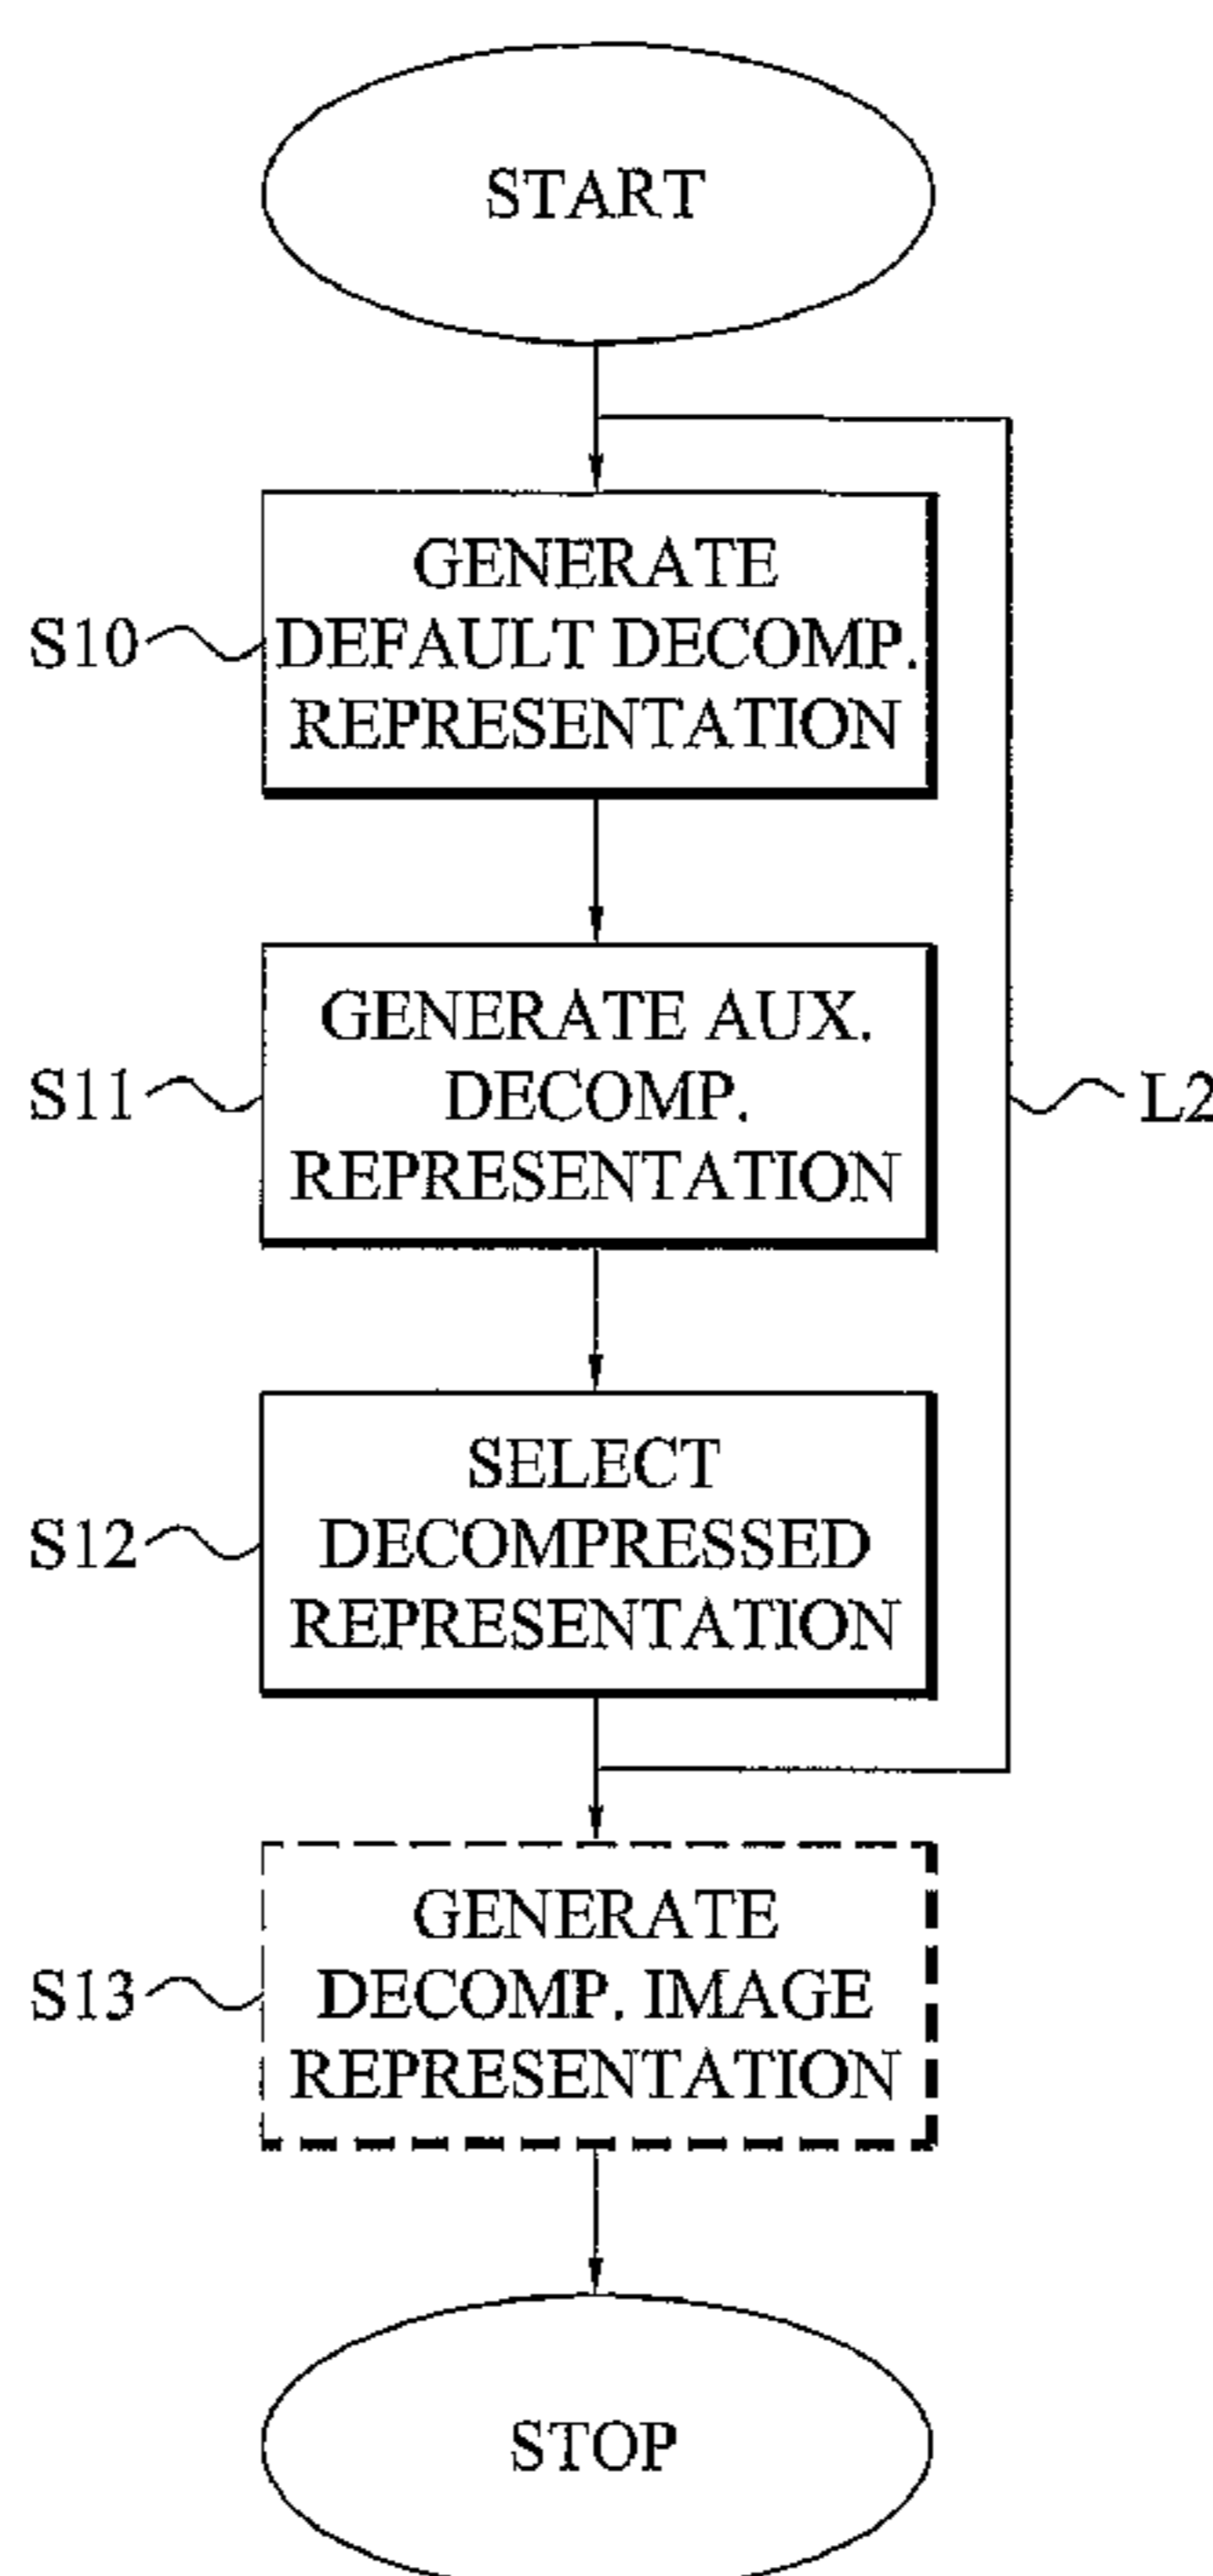 START
GENERATE
S10 DEFAULT DECOMP.
REPRESENTATION
GENERATE AUX.
S11 DECOMP. L2
REPRESENTATION
SELECT
S12 DECOMPRESSED
REPRESENTATION
GENERATE
S13 DECOMP. IMAGE
REPRESENTATION
STOP